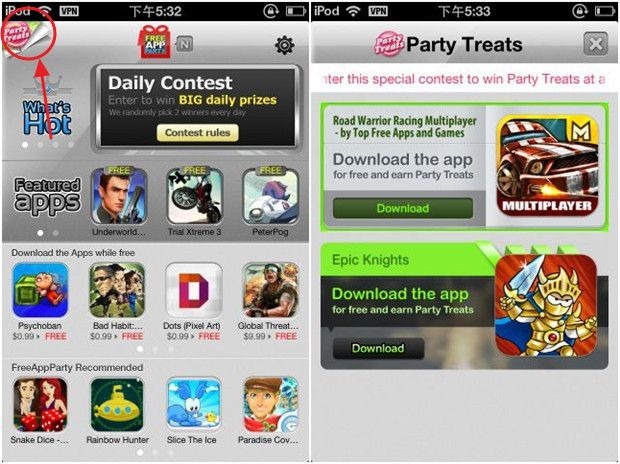 iPod VPN 下午5:32
Party Treats
FREE APP PARTY
N
What's Hot
Daily Contest
Enter to win BIG daily prizes
We randomly pick 2 winners every day
Contest rules
Featured apps
FREE FREE FREE
Underworld... Trial Xtreme 3 PeterPog
Download the Apps while free
Psychoban Bad Habit:... Dots (Pixel Art) Global Threat...
$0.99 FREE $0.99 FREE $0.99 FREE $9.99 FREE
FreeAppParty Recommended
Snake Dice -... Rainbow Hunter Slice The Ice Paradise Cov...
iPod VPN 下午5:33
Party Treats Party Treats
nter this special contest to win Party Treats at a
Road Warrior Racing Multiplayer
- by Top Free Apps and Games
Download the app
for free and earn Party Treats
Download
M
MULTIPLAYER
Epic Knights
Download the app
for free and earn Party Treats
Download